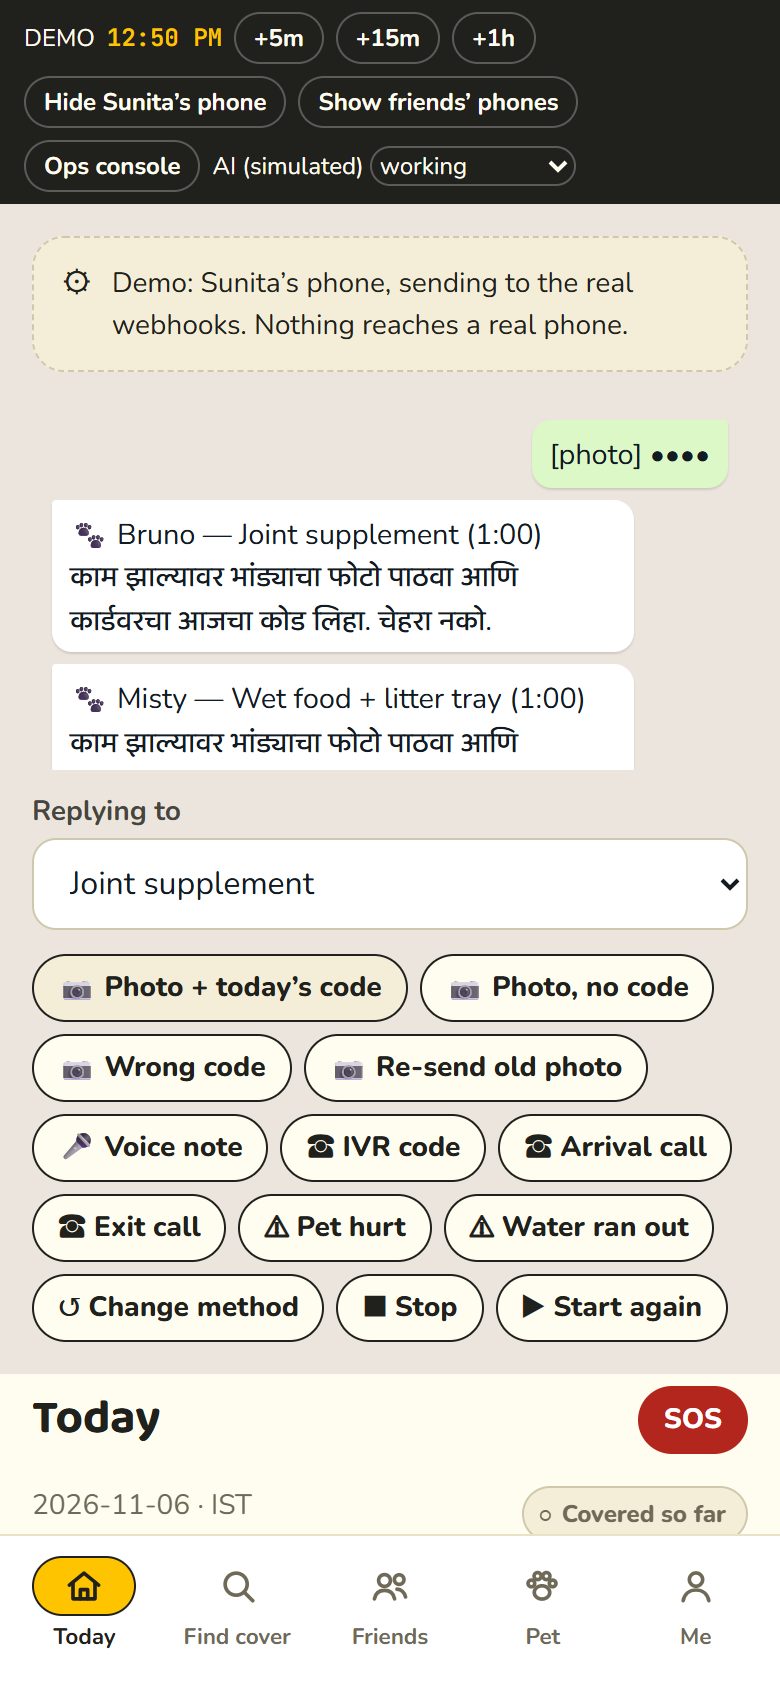 DEMO 12:50 PM +5m +15m +1h
Hide Sunita’s phone Show friends’ phones
Ops console AI (simulated) working
Demo: Sunita’s phone, sending to the real
webhooks. Nothing reaches a real phone.
[photo] ●●●●
🐾 Bruno — Joint supplement (1:00)
काम झाल्यावर भांड्याचा फोटो पाठवा आणि
कार्डवरचा आजचा कोड लिहा. चेहरा नको.
🐾 Misty — Wet food + litter tray (1:00)
काम झाल्यावर भांड्याचा फोटो पाठवा आणि
Replying to
Joint supplement
📷 Photo + today’s code 📷 Photo, no code
📷 Wrong code 📷 Re-send old photo
🎤 Voice note ☎ IVR code ☎ Arrival call
☎ Exit call ⚠ Pet hurt ⚠ Water ran out
↺ Change method ■ Stop ▶ Start again
Today SOS
2026-11-06 · IST ○ Covered so far
Today Find cover Friends Pet Me